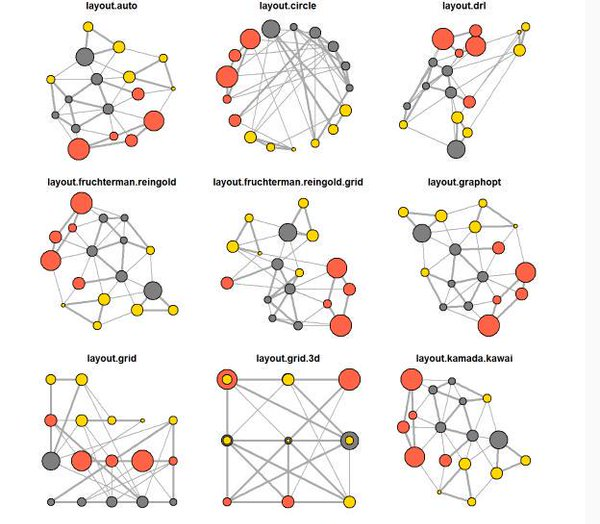 layout.auto
layout.circle
layout.drl
layout.fruchterman.reingold
layout.fruchterman.reingold.grid
layout.graphopt
layout.grid
layout.grid.3d
layout.kamada.kawai